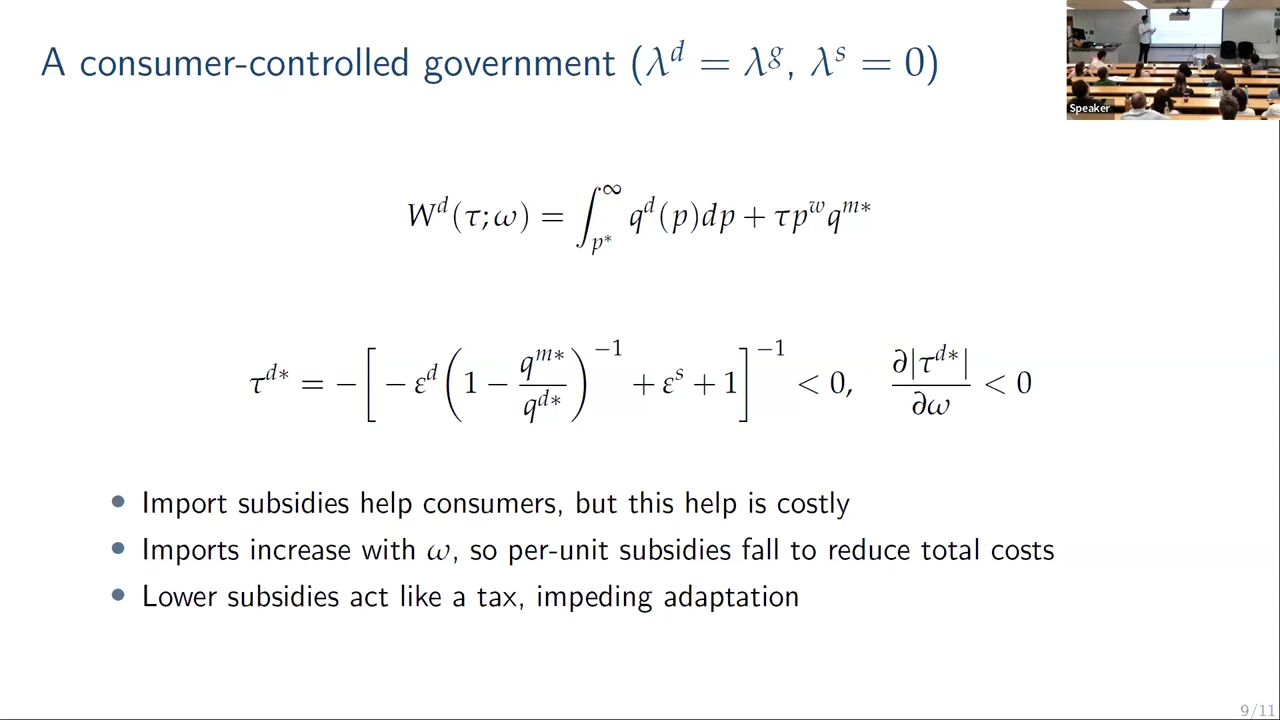 A consumer-controlled government (λ^d = λ^g, λ^s = 0)
Speaker
W^d(τ;ω) = ∫_{p*}^{∞} q^d(p)dp + τp^w q^{m*}
τ^{d*} = −[ − ε^d (1 − q^{m*}/q^{d*})^{−1} + ε^s + 1 ]^{−1} < 0, ∂|τ^{d*}|/∂ω < 0
• Import subsidies help consumers, but this help is costly
• Imports increase with ω, so per-unit subsidies fall to reduce total costs
• Lower subsidies act like a tax, impeding adaptation
9/11